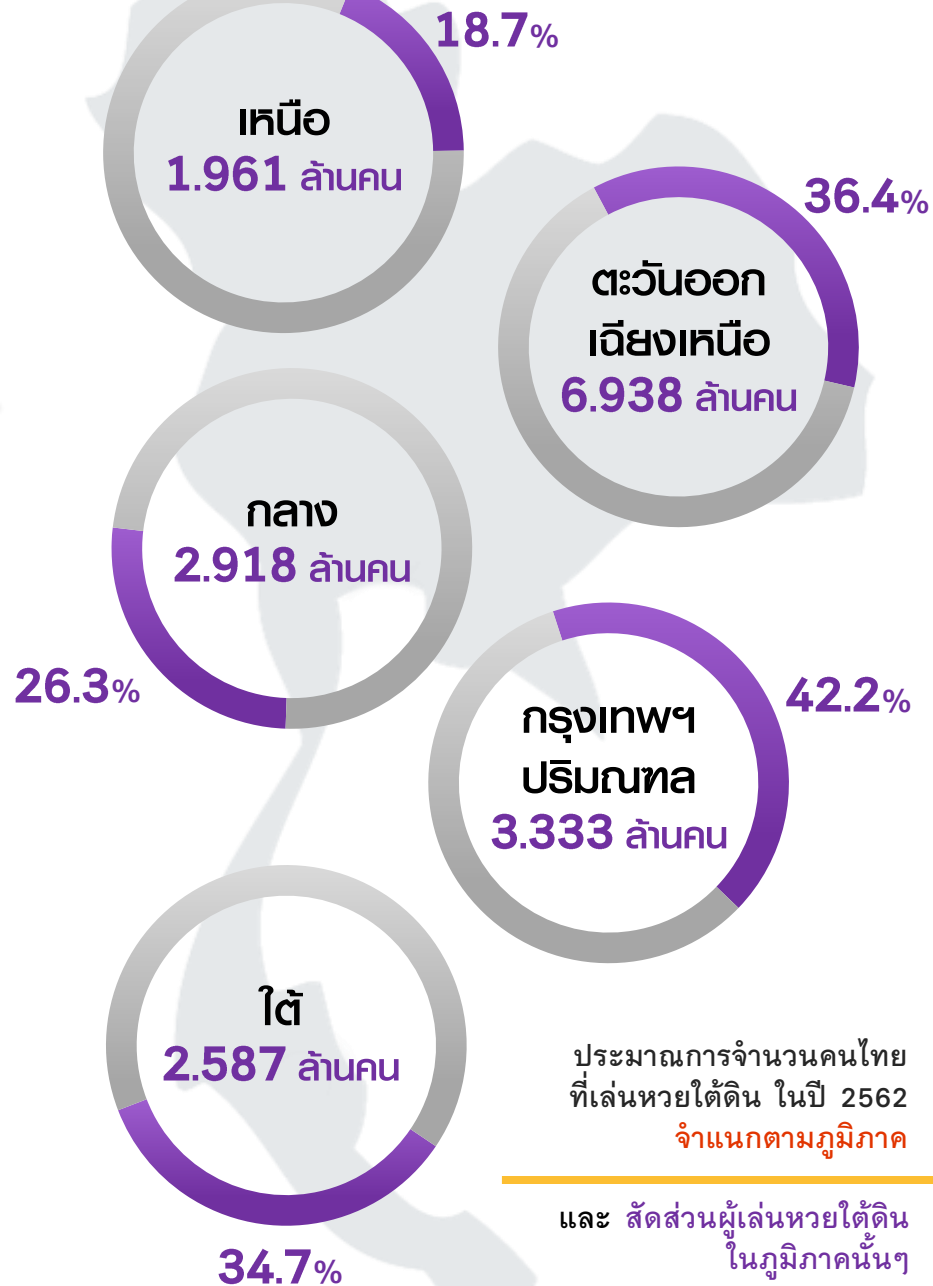 18.7%
เหนือ
1.961 ล้านคน
36.4%
ตะวันออก
เฉียงเหนือ
6.938 ล้านคน
กลาง
2.918 ล้านคน
26.3%
42.2%
กรุงเทพฯ
ปริมณฑล
3.333 ล้านคน
ใต้
2.587 ล้านคน
34.7%
ประมาณการจำนวนคนไทย
ที่เล่นหวยใต้ดิน ในปี 2562
จำแนกตามภูมิภาค
และ สัดส่วนผู้เล่นหวยใต้ดิน
ในภูมิภาคนั้นๆ